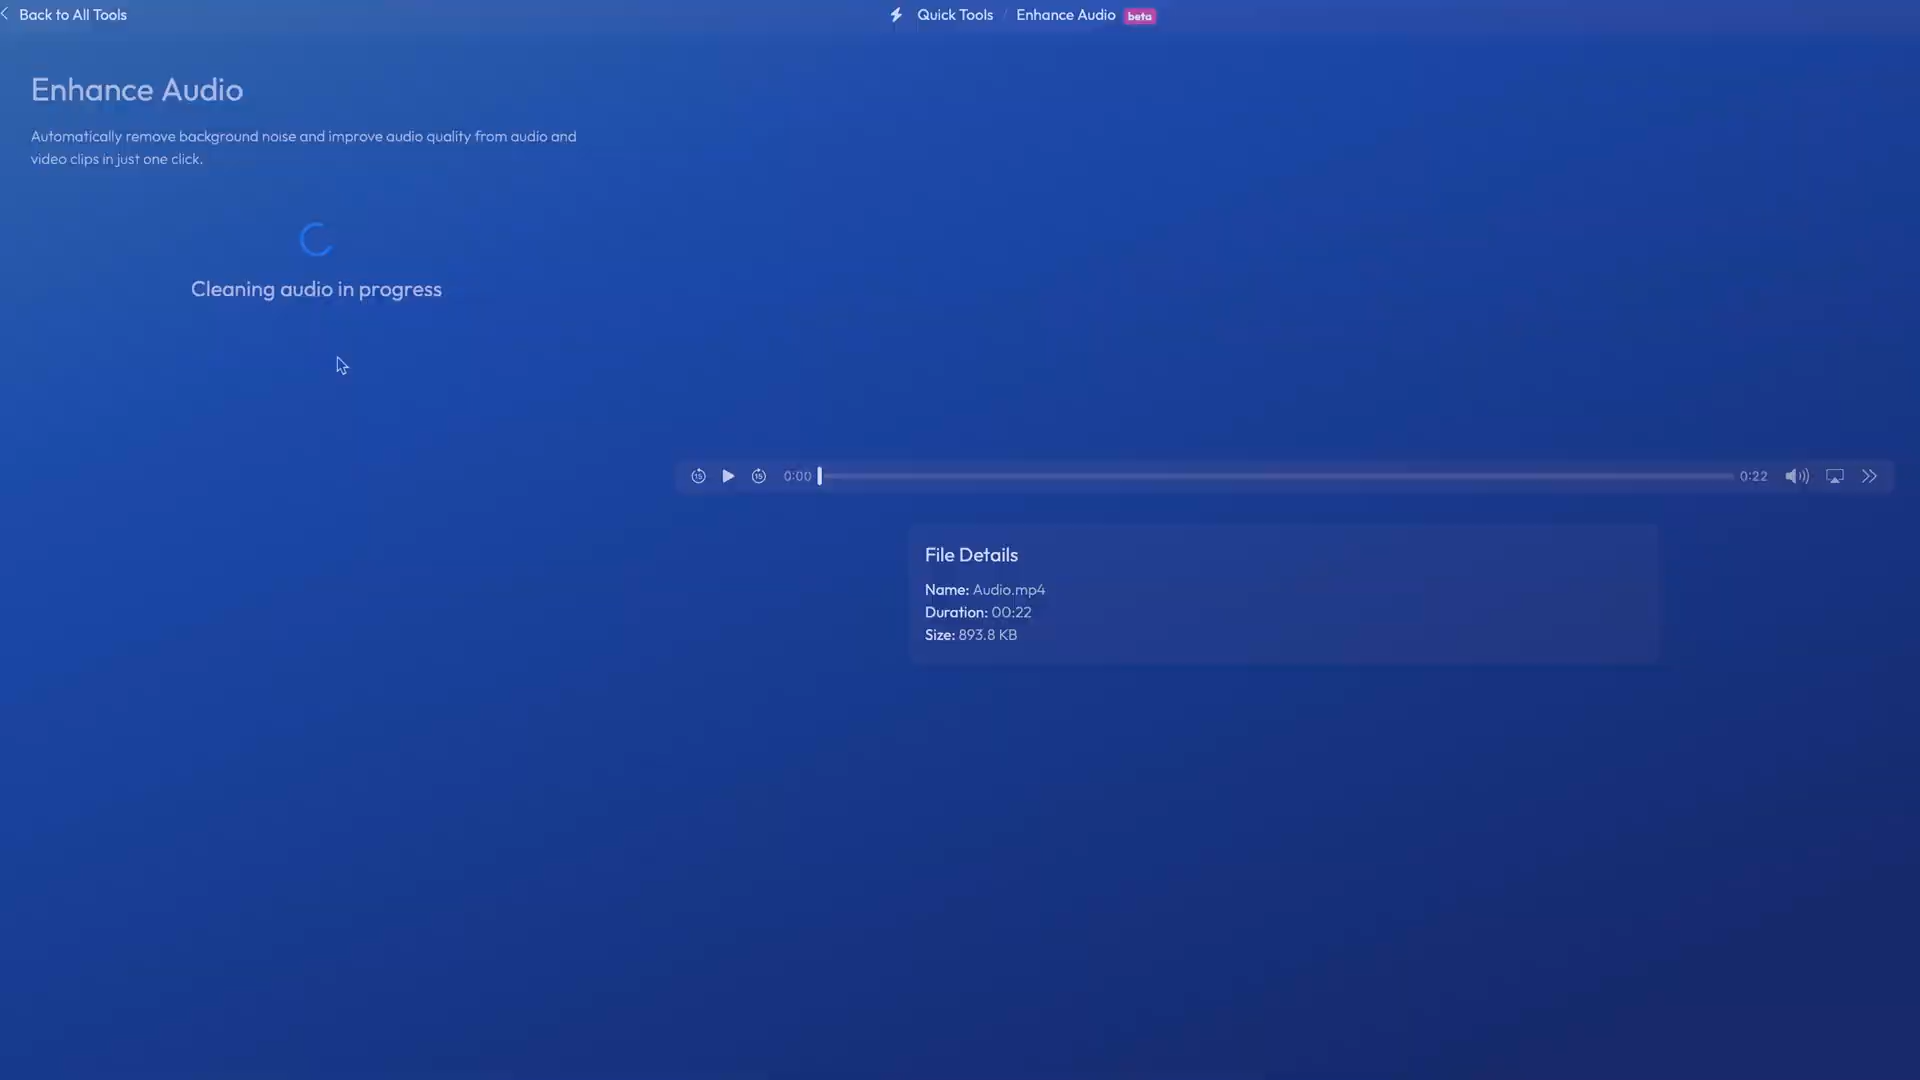 Back to All Tools
Quick Tools / Enhance Audio beta
Enhance Audio
Automatically remove background noise and improve audio quality from audio and
video clips in just one click.
Cleaning audio in progress
15 15 0:00 0:22
File Details
Name: Audio.mp4
Duration: 00:22
Size: 893.8 KB